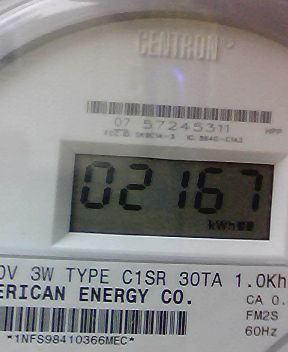 CENTRON
07 57245311
HPP
02167
kWh
0V 3W TYPE C1SR 30TA 1.0Kh
ERICAN ENERGY CO.
CA 0.
FM2S
60Hz
*1NFS98410366MEC*